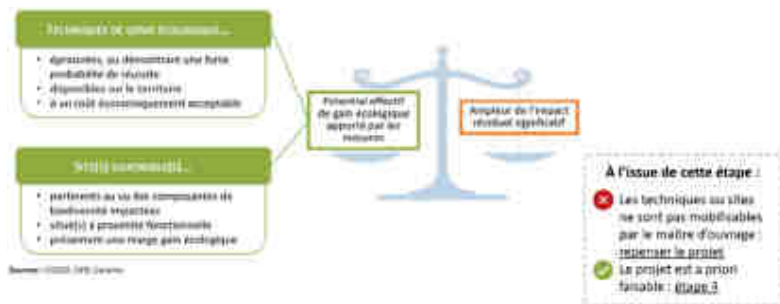 TECHNIQUES DE GÉNIE ÉCOLOGIQUE...
• éprouvées, ou démontrant une forte
probabilité de réussite
• disponibles sur le territoire
• à un coût économiquement acceptable
Potentiel effectif
de gain écologique
apporté par les
mesures
Ampleur de l'impact
résiduel significatif
SITE(S)
• pertinents au vu des composantes de
biodiversité impactées
• situé(s) à proximité fonctionnelle
• présentant une marge gain écologique
À l'issue de cette étape :
Les techniques ou sites
ne sont pas mobilisables
par le maître d'ouvrage :
repenser le projet
Le projet est a priori
faisable : étape 4